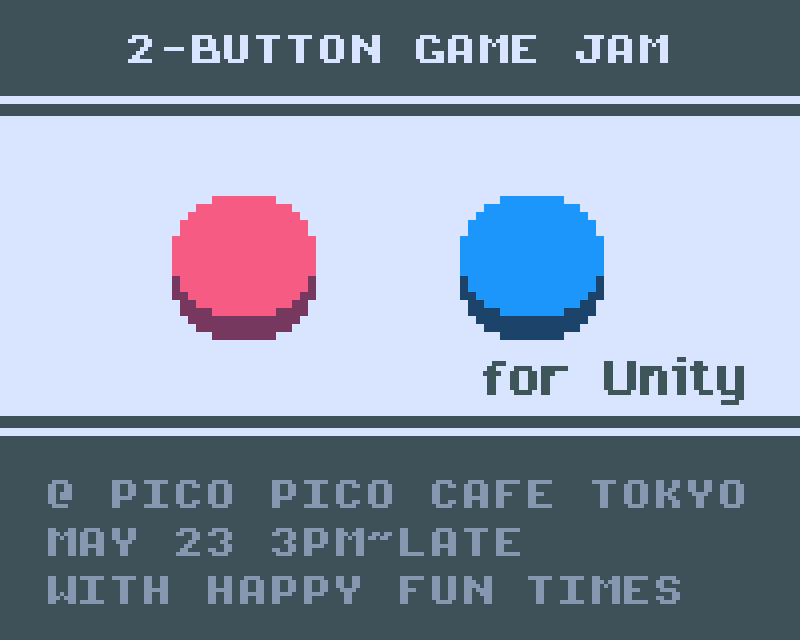 2-BUTTON GAME JAM
for Unity
@ PICO PICO CAFE TOKYO
MAY 23 3PM~LATE
WITH HAPPY FUN TIMES